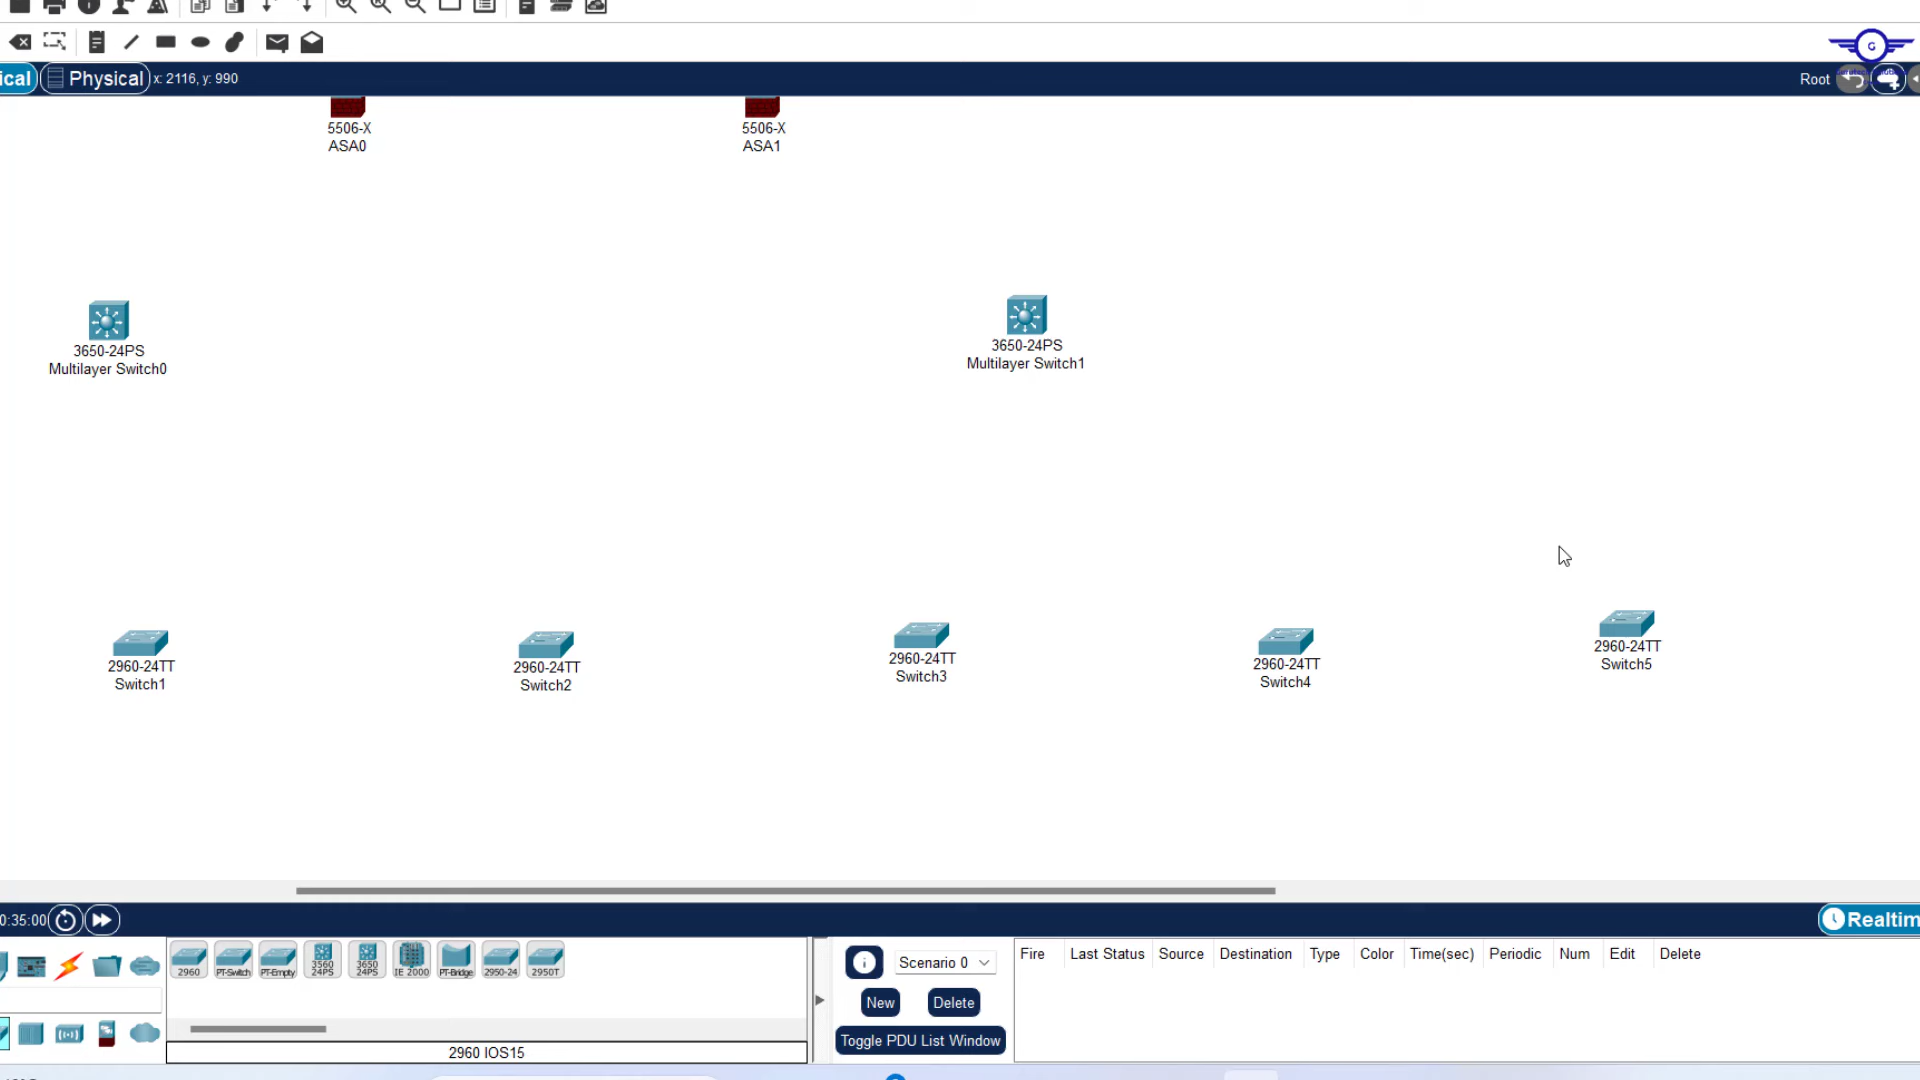 ical
Physical
x: 2116, y: 990
Root
G
5506-X
ASA0
5506-X
ASA1
3650-24PS
Multilayer Switch0
3650-24PS
Multilayer Switch1
2960-24TT
Switch1
2960-24TT
Switch2
2960-24TT
Switch3
2960-24TT
Switch4
2960-24TT
Switch5
0:35:00
Realtim
2960
PT-Switch
PT-Empty
3560
24PS
3650
24PS
IE 2000
PT-Bridge
2950-24
2950T
2960 IOS15
Scenario 0
New
Delete
Toggle PDU List Window
Fire
Last Status
Source
Destination
Type
Color
Time(sec)
Periodic
Num
Edit
Delete